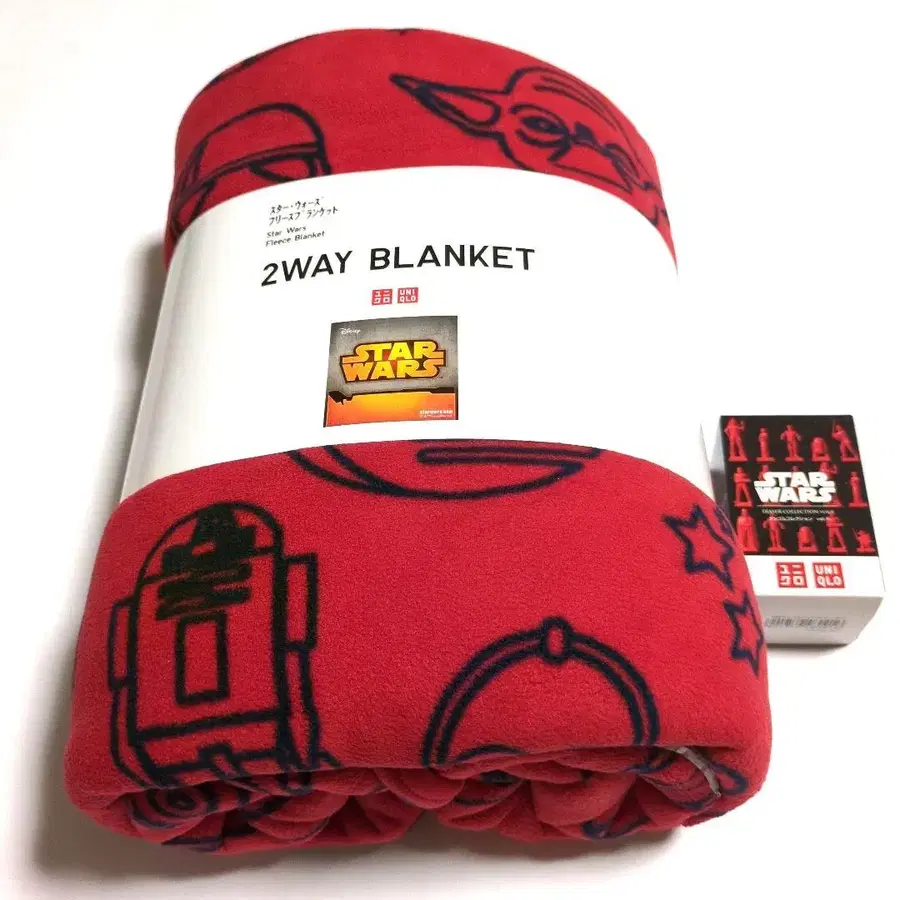 スター・ウォーズ
フリースブランケット
Star Wars
Fleece Blanket
2WAY BLANKET
ユニ
クロ
UNI
QLO
Disney
STAR
WARS
STAR
WARS
ユニ
クロ
UNI
QLO